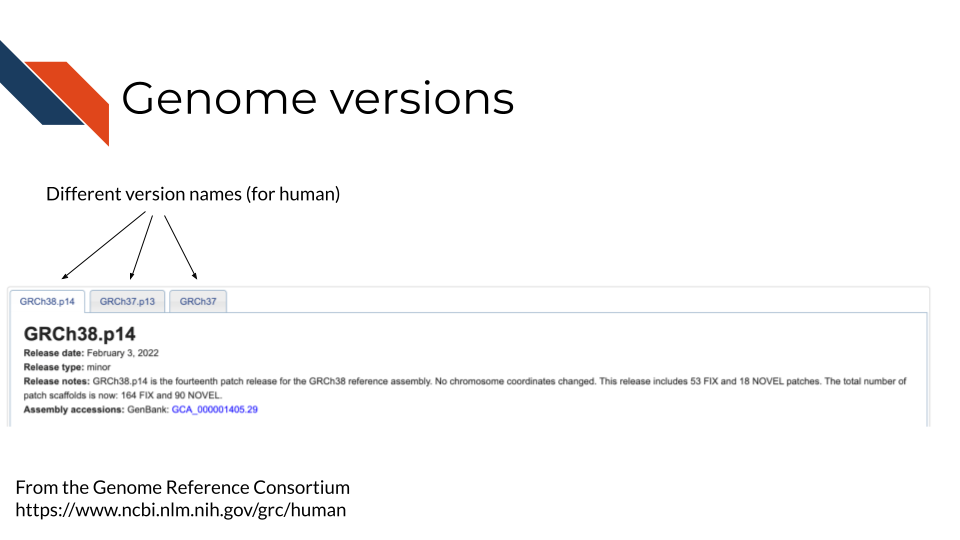 Genome versions
Different version names (for human)
GRCh38.p14 GRCh37.p13 GRCh37
GRCh38.p14
Release date: February 3, 2022
Release type: minor
Release notes: GRCh38.p14 is the fourteenth patch release for the GRCh38 reference assembly. No chromosome coordinates changed. This release includes 53 FIX and 18 NOVEL patches. The total number of
patch scaffolds is now: 164 FIX and 90 NOVEL.
Assembly accessions: GenBank: GCA_000001405.29
From the Genome Reference Consortium
https://www.ncbi.nlm.nih.gov/grc/human